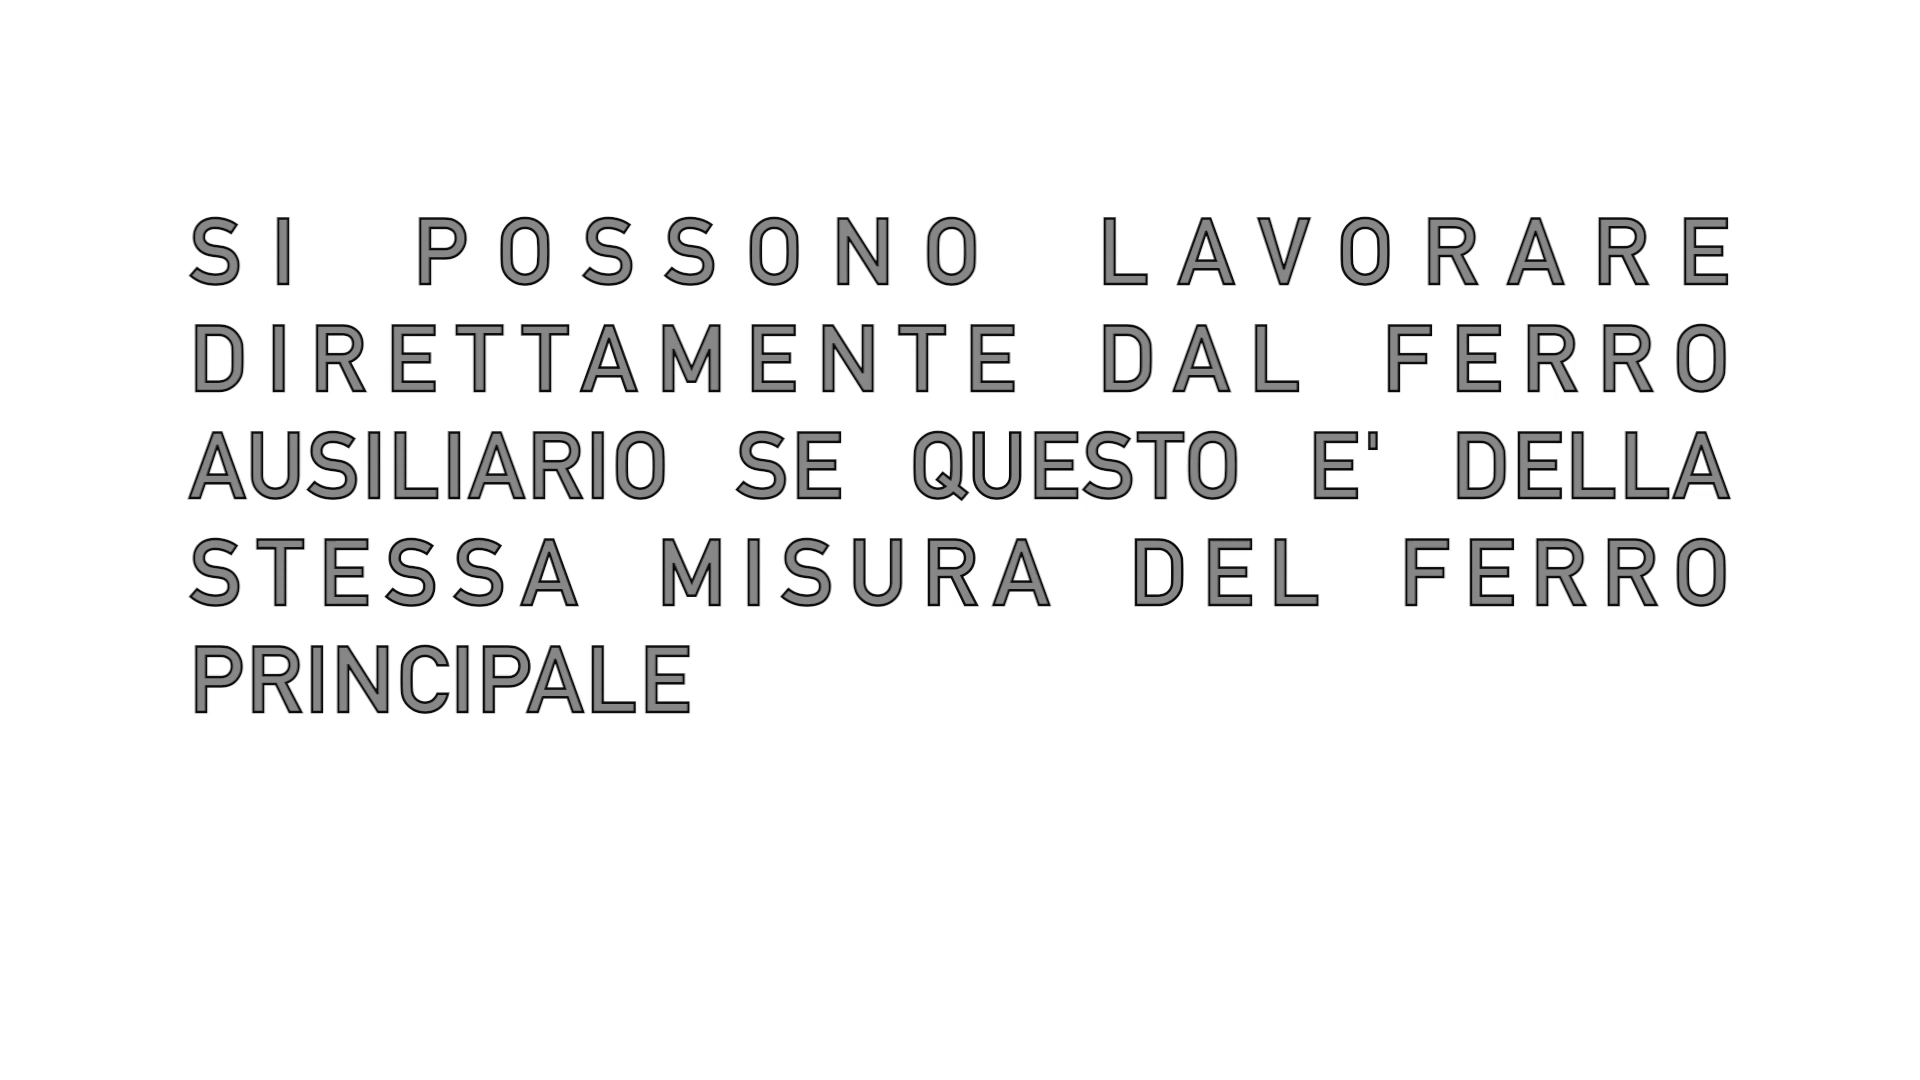 SI POSSONO LAVORARE
DIRETTAMENTE DAL FERRO
AUSILIARIO SE QUESTO E' DELLA
STESSA MISURA DEL FERRO
PRINCIPALE